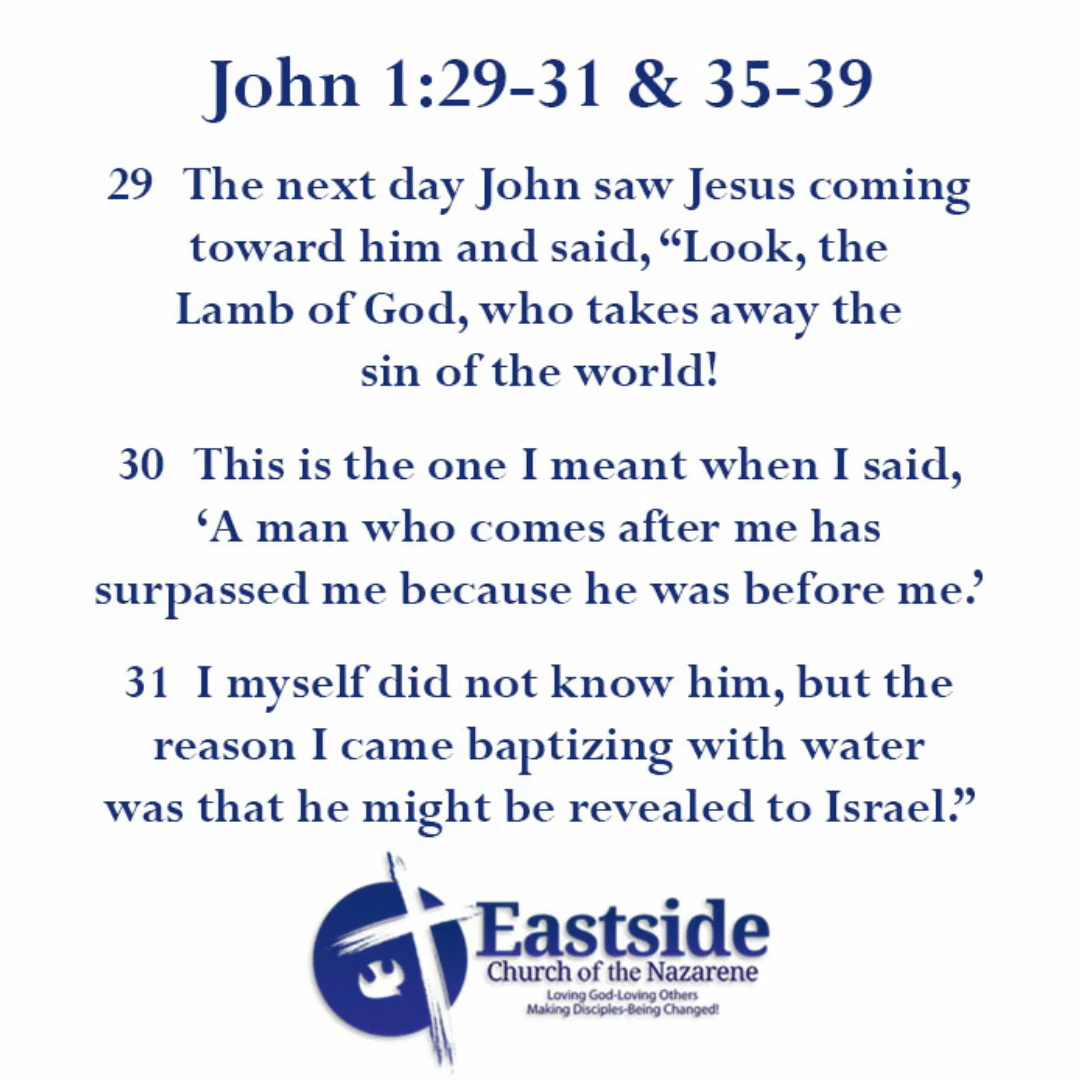 John 1:29-31 & 35-39
29 The next day John saw Jesus coming
toward him and said, “Look, the
Lamb of God, who takes away the
sin of the world!
30 This is the one I meant when I said,
‘A man who comes after me has
surpassed me because he was before me.’
31 I myself did not know him, but the
reason I came baptizing with water
was that he might be revealed to Israel.”
Eastside
Church of the Nazarene
Loving God-Loving Others
Making Disciples-Being Changed!